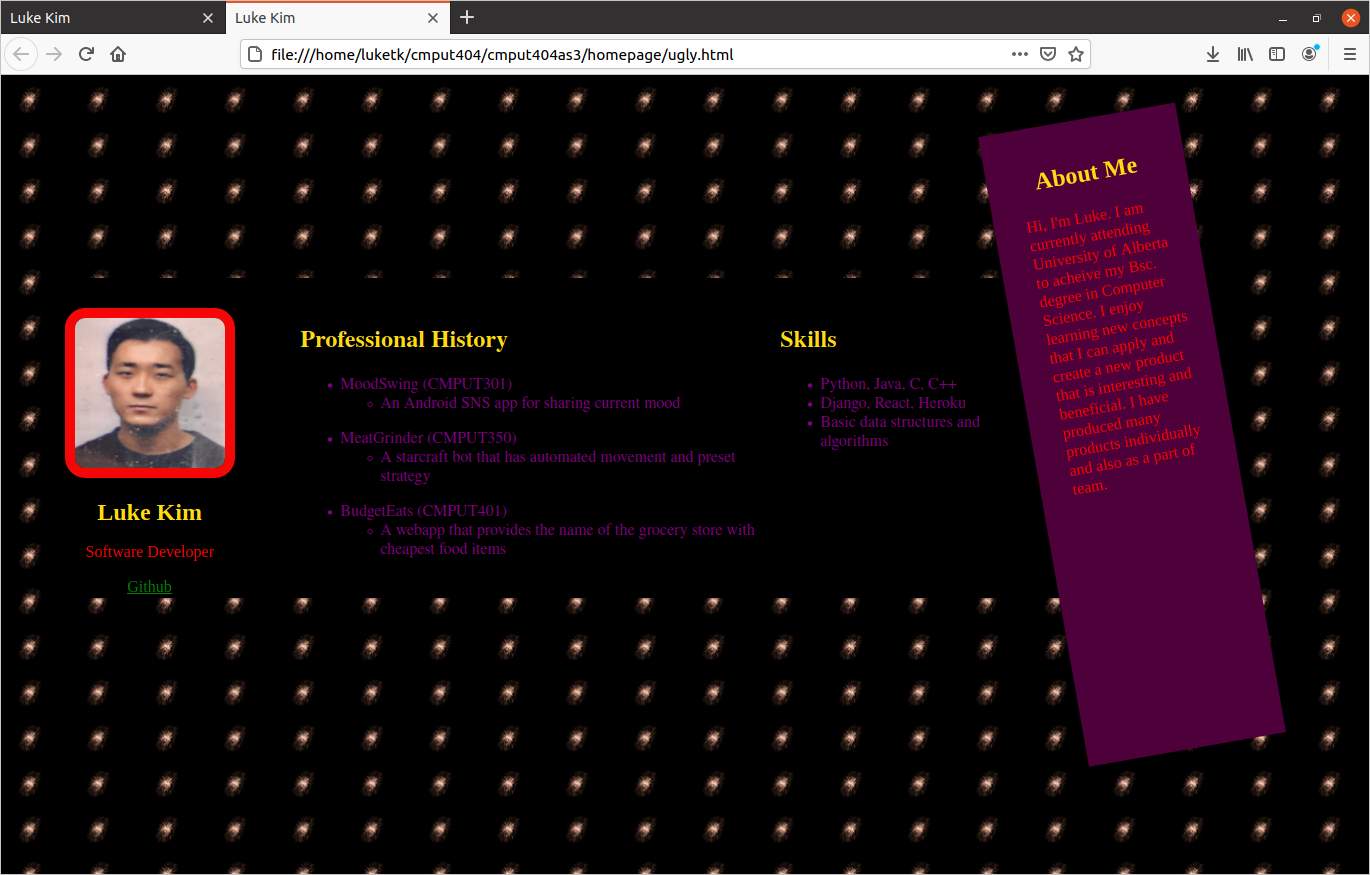 Luke Kim
Luke Kim
file:///home/luketk/cmput404/cmput404as3/homepage/ugly.html
Luke Kim
Software Developer
Github
Professional History
MoodSwing (CMPUT301)
An Android SNS app for sharing current mood
MeatGrinder (CMPUT350)
A starcraft bot that has automated movement and preset
strategy
BudgetEats (CMPUT401)
A webapp that provides the name of the grocery store with
cheapest food items
Skills
Python, Java, C, C++
Django, React, Heroku
Basic data structures and
algorithms
About Me
Hi, I'm Luke. I am
currently attending
University of Alberta
to acheive my Bsc.
degree in Computer
Science. I enjoy
learning new concepts
that I can apply and
create a new product
that is interesting and
beneficial. I have
produced many
products individually
and also as a part of
team.